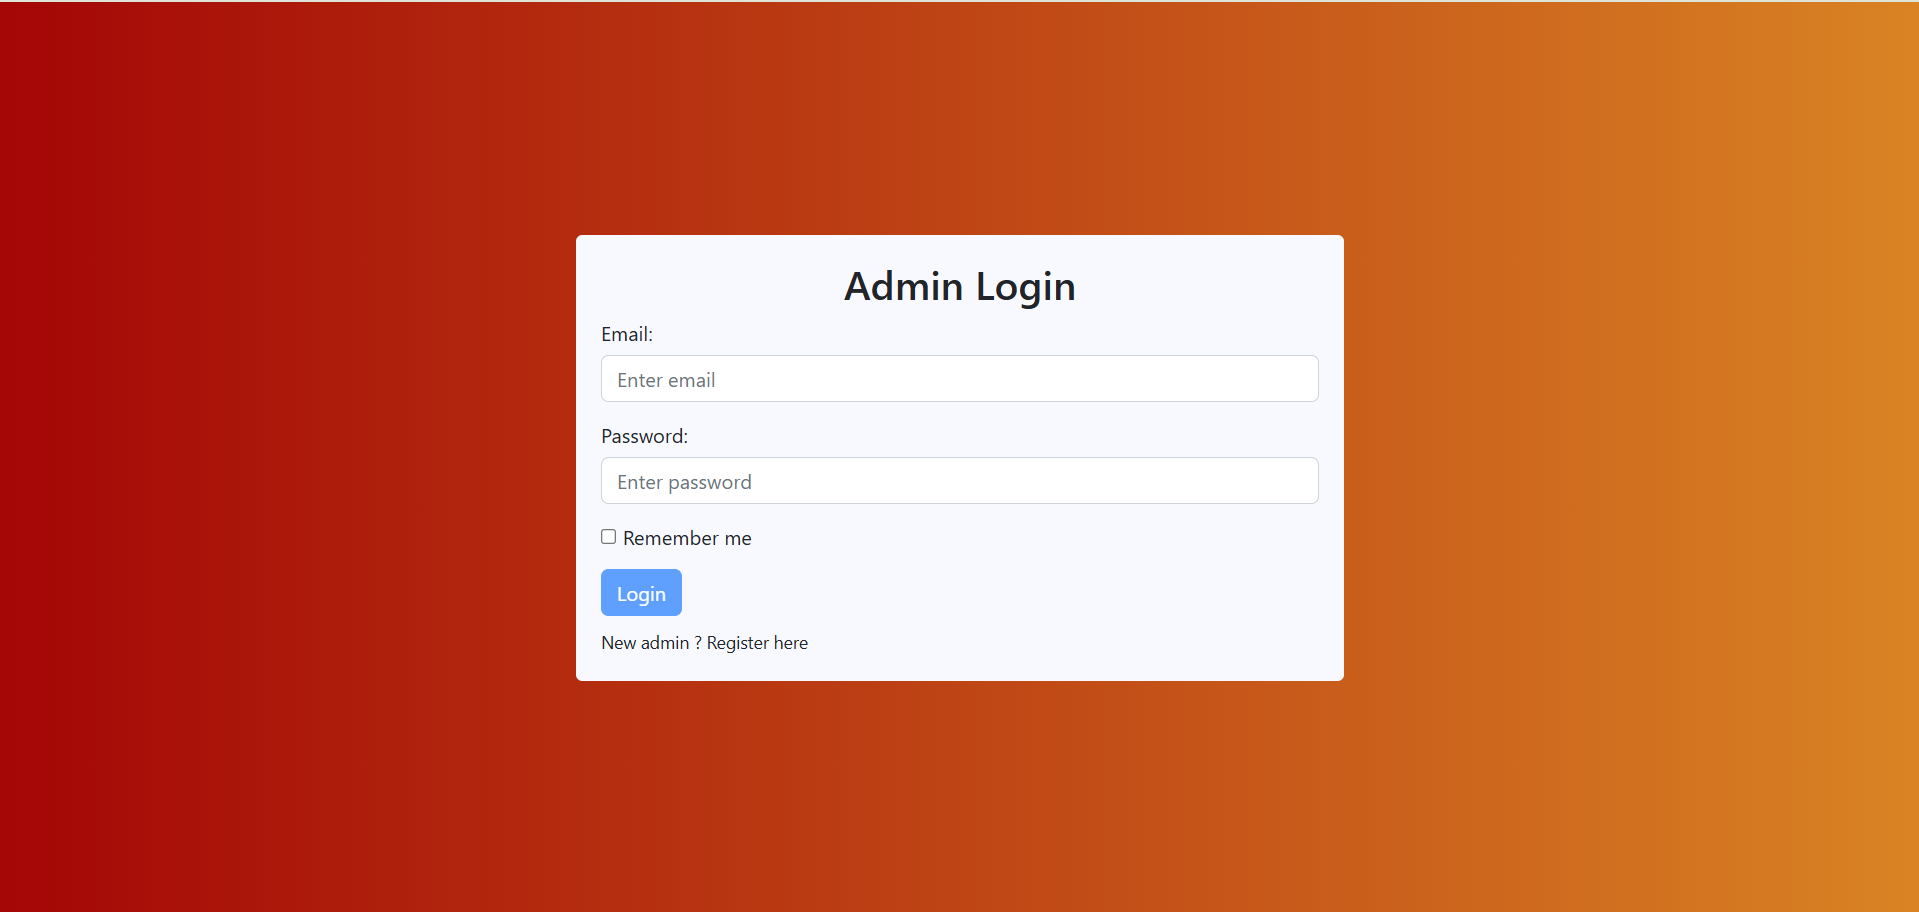 Admin Login
Email:
Enter email
Password:
Enter password
Remember me
Login
New admin ? Register here